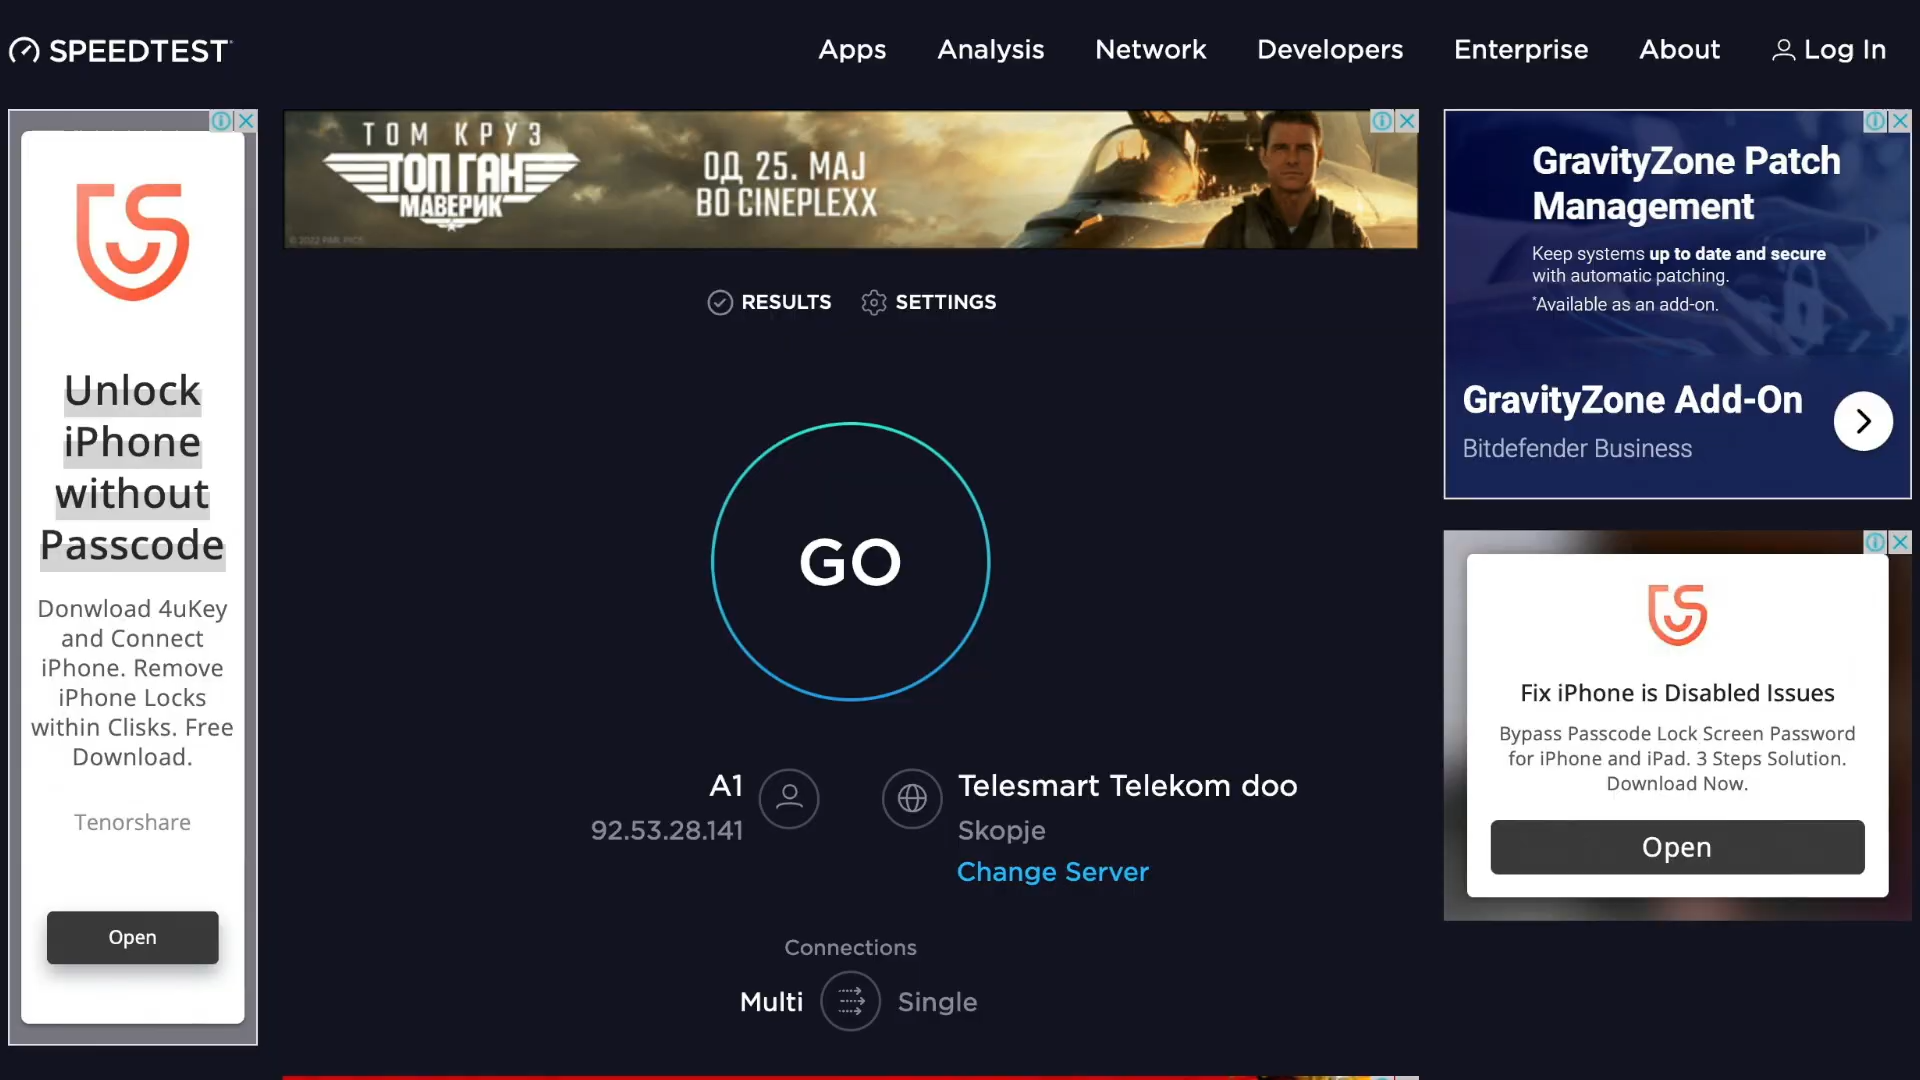 SPEEDTEST
Apps
Analysis
Network
Developers
Enterprise
About
Log In
Unlock
iPhone
without
Passcode
Donwload 4uKey
and Connect
iPhone. Remove
iPhone Locks
within Clisks. Free
Download.
Tenorshare
Open
ТОМ КРУЗ
ТОП ГАН
МАВЕРИК
ОД 25. МАЈ
ВО CINEPLEXX
© 2022 PAR. PICS.
RESULTS
SETTINGS
GO
A1
92.53.28.141
Telesmart Telekom doo
Skopje
Change Server
Connections
Multi
Single
GravityZone Patch
Management
Keep systems up to date and secure
with automatic patching.
*Available as an add-on.
GravityZone Add-On
Bitdefender Business
Fix iPhone is Disabled Issues
Bypass Passcode Lock Screen Password
for iPhone and iPad. 3 Steps Solution.
Download Now.
Open